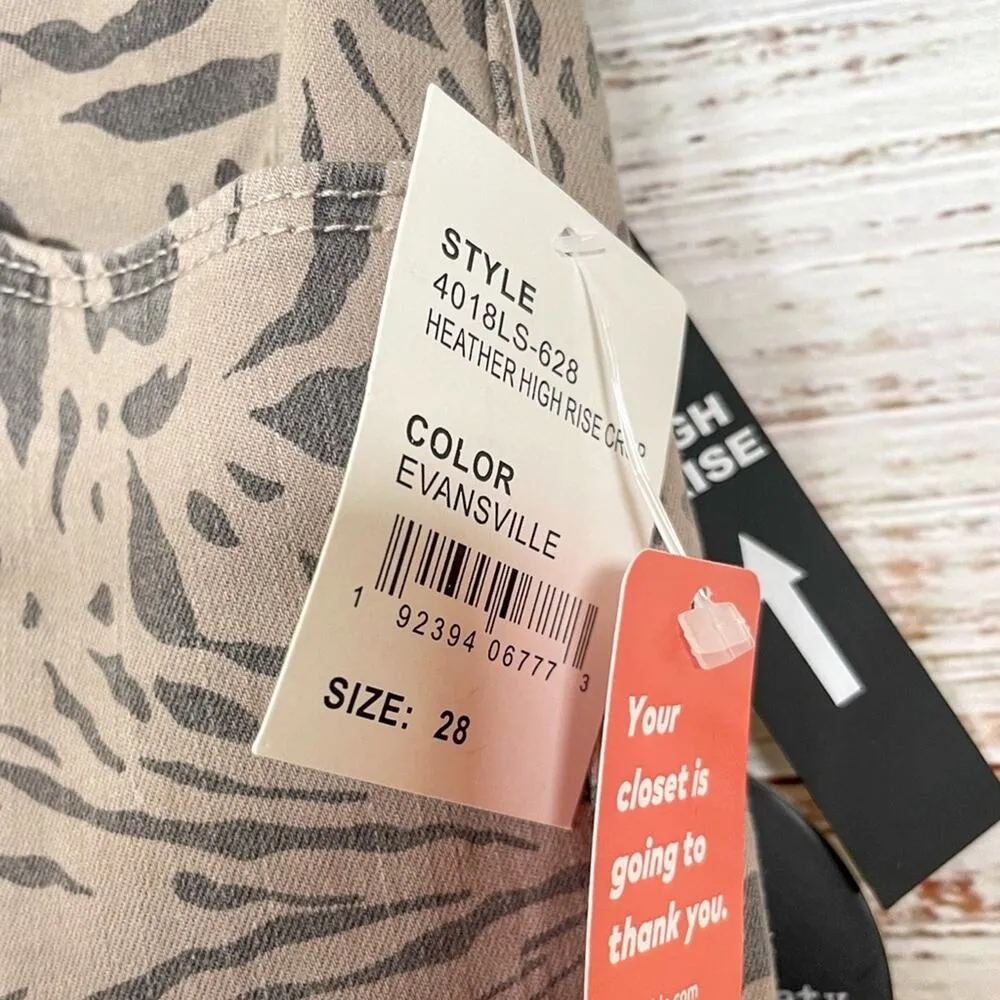 STYLE
4018LS-628
HEATHER HIGH RISE
COLOR
EVANSVILLE
1 92394 06777 3
SIZE: 28
GH
ISE
Your
closet is
going to
thank you.
.com